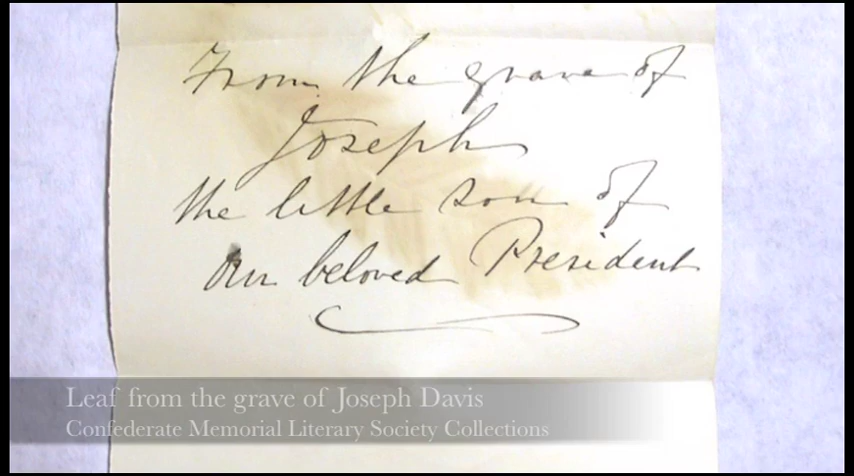 From the grave of
Joseph
the little son of
Our beloved President
Leaf from the grave of Joseph Davis
Confederate Memorial Literary Society Collections